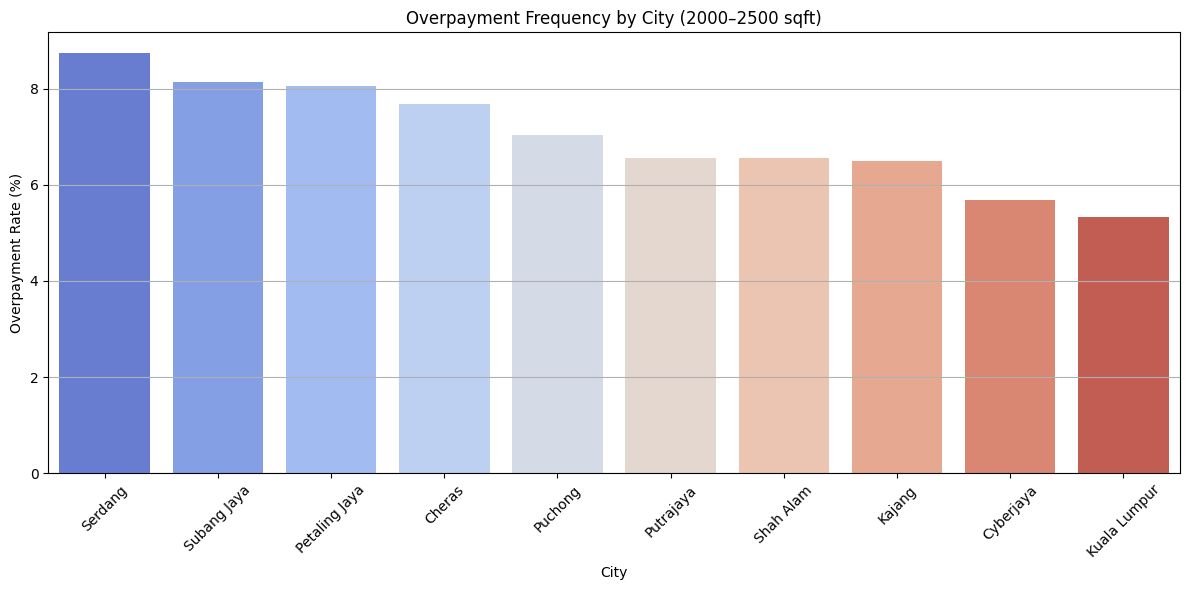 Overpayment Frequency by City (2000–2500 sqft)
Overpayment Rate (%)
8
6
4
2
0
Serdang
Subang Jaya
Petaling Jaya
Cheras
Puchong
Putrajaya
Shah Alam
Kajang
Cyberjaya
Kuala Lumpur
City